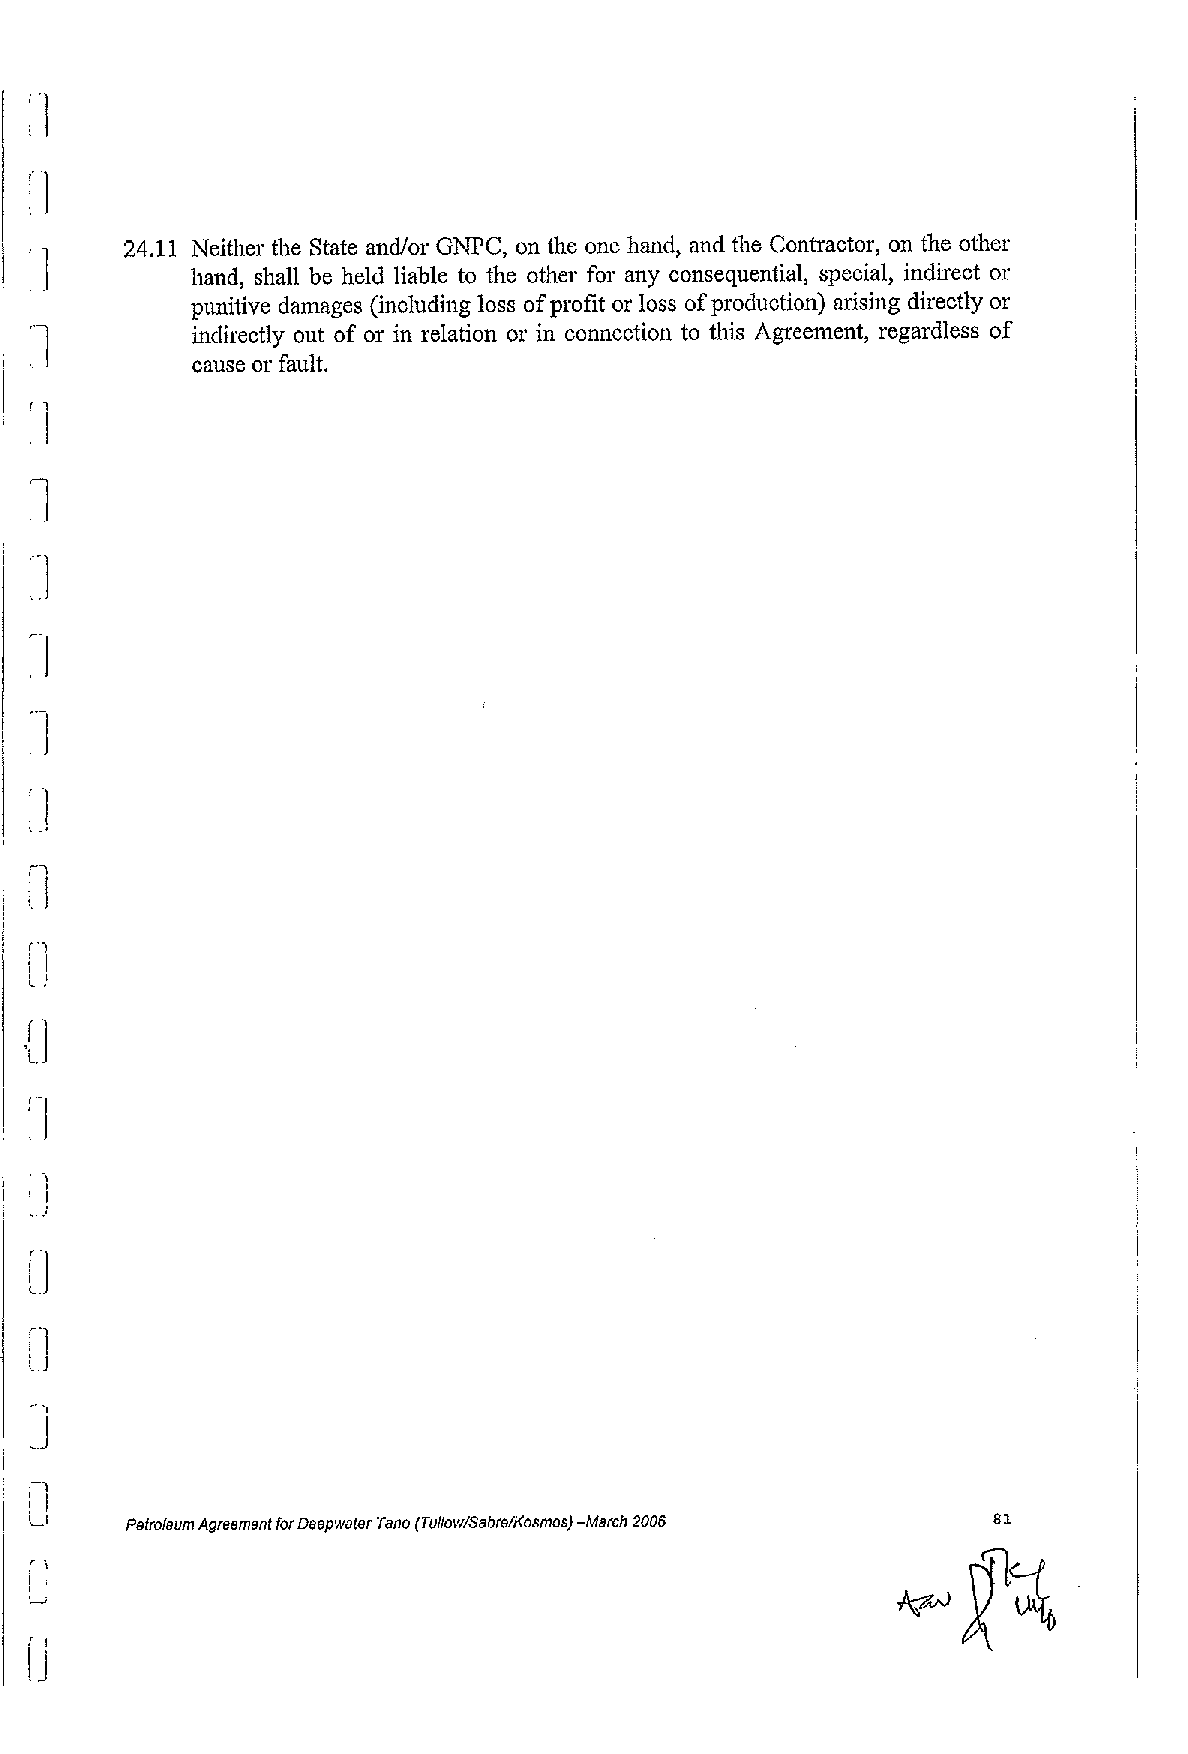 24.11 Neither the State and/or GNPC, on the one hand, and the Contractor, on the other
hand, shall be held liable to the other for any consequential, special, indirect or
punitive damages (including loss of profit or loss of production) arising directly or
indirectly out of or in relation or in connection to this Agreement, regardless of
cause or fault.
Petroleum Agreement for Deepwater Tano (Tullow/Sabre/Kosmos) –March 2006
81